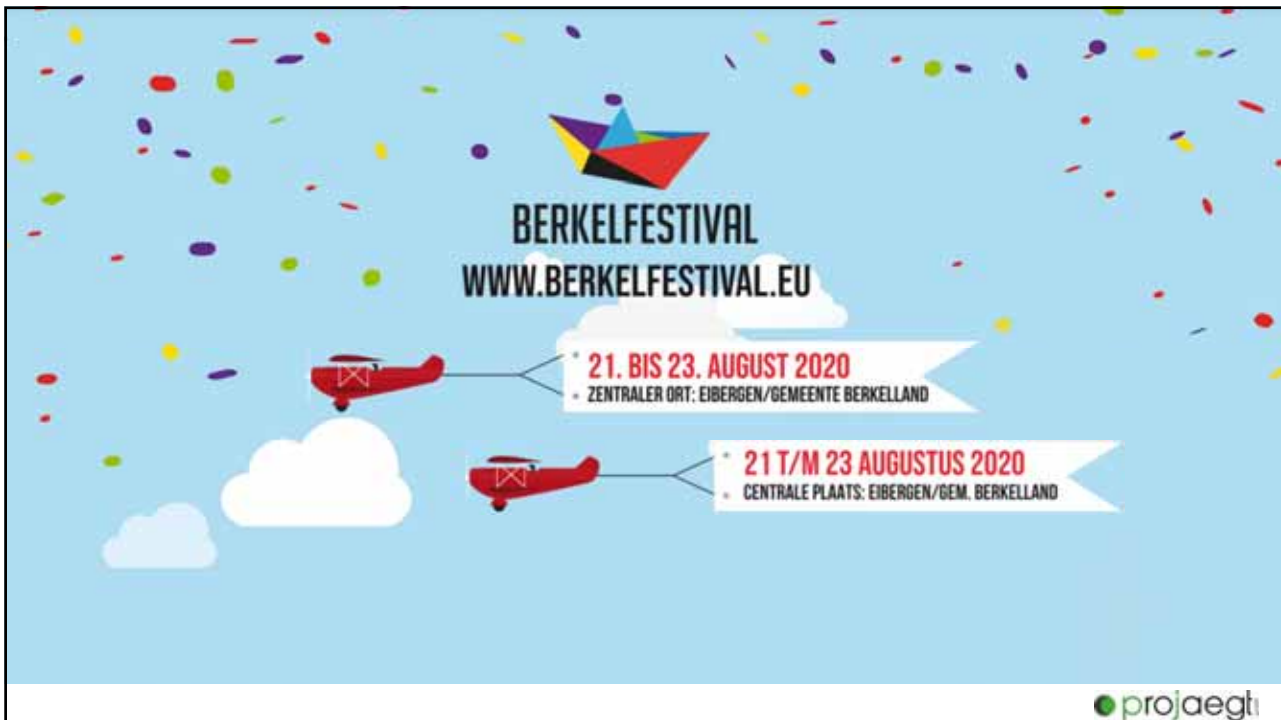 BERKELFESTIVAL
WWW.BERKELFESTIVAL.EU
21. BIS 23. AUGUST 2020
ZENTRALER ORT: EIBERGEN/GEMEENTE BERKELLAND
21 T/M 23 AUGUSTUS 2020
CENTRALE PLAATS: EIBERGEN/GEM. BERKELLAND
projaegt